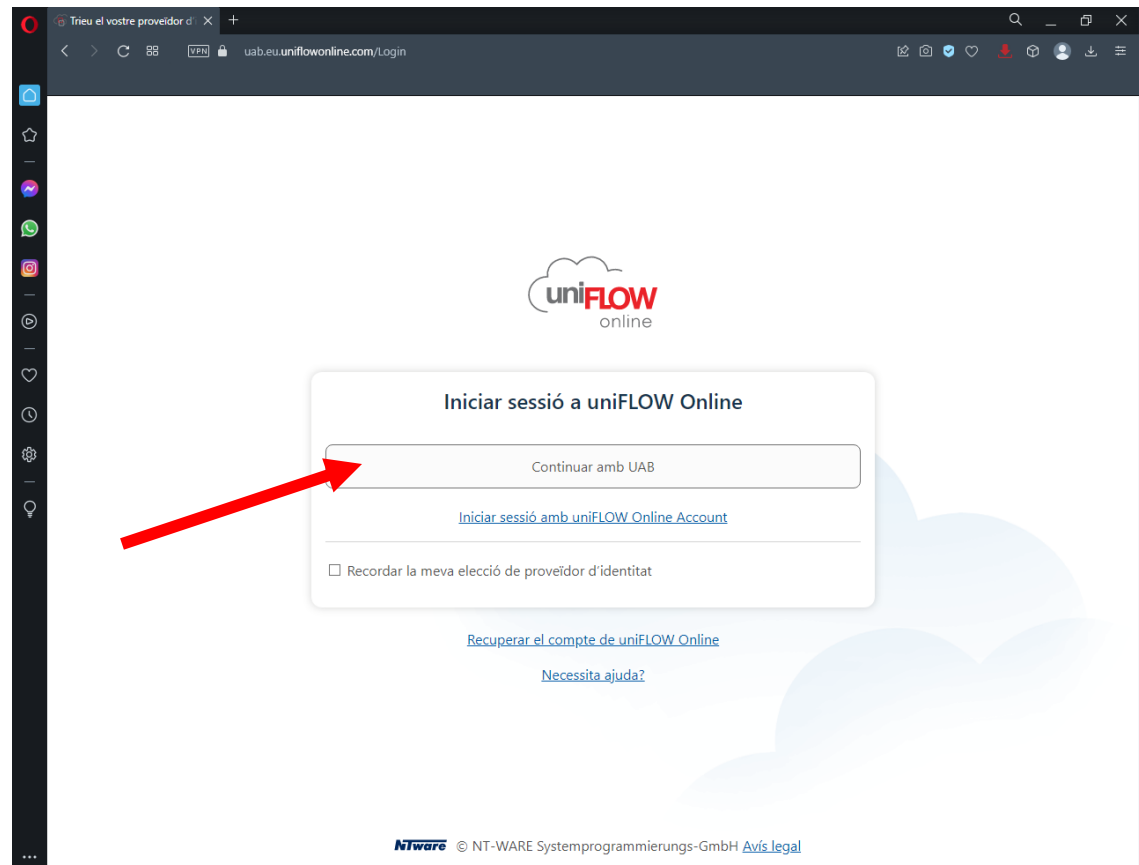 Trieu el vostre proveïdor d'
VPN
uab.eu.uniflowonline.com/Login
uniFLOW
online
Iniciar sessió a uniFLOW Online
Continuar amb UAB
Iniciar sessió amb uniFLOW Online Account
Recordar la meva elecció de proveïdor d'identitat
Recuperar el compte de uniFLOW Online
Necessita ajuda?
NTware © NT-WARE Systemprogrammierungs-GmbH Avís legal